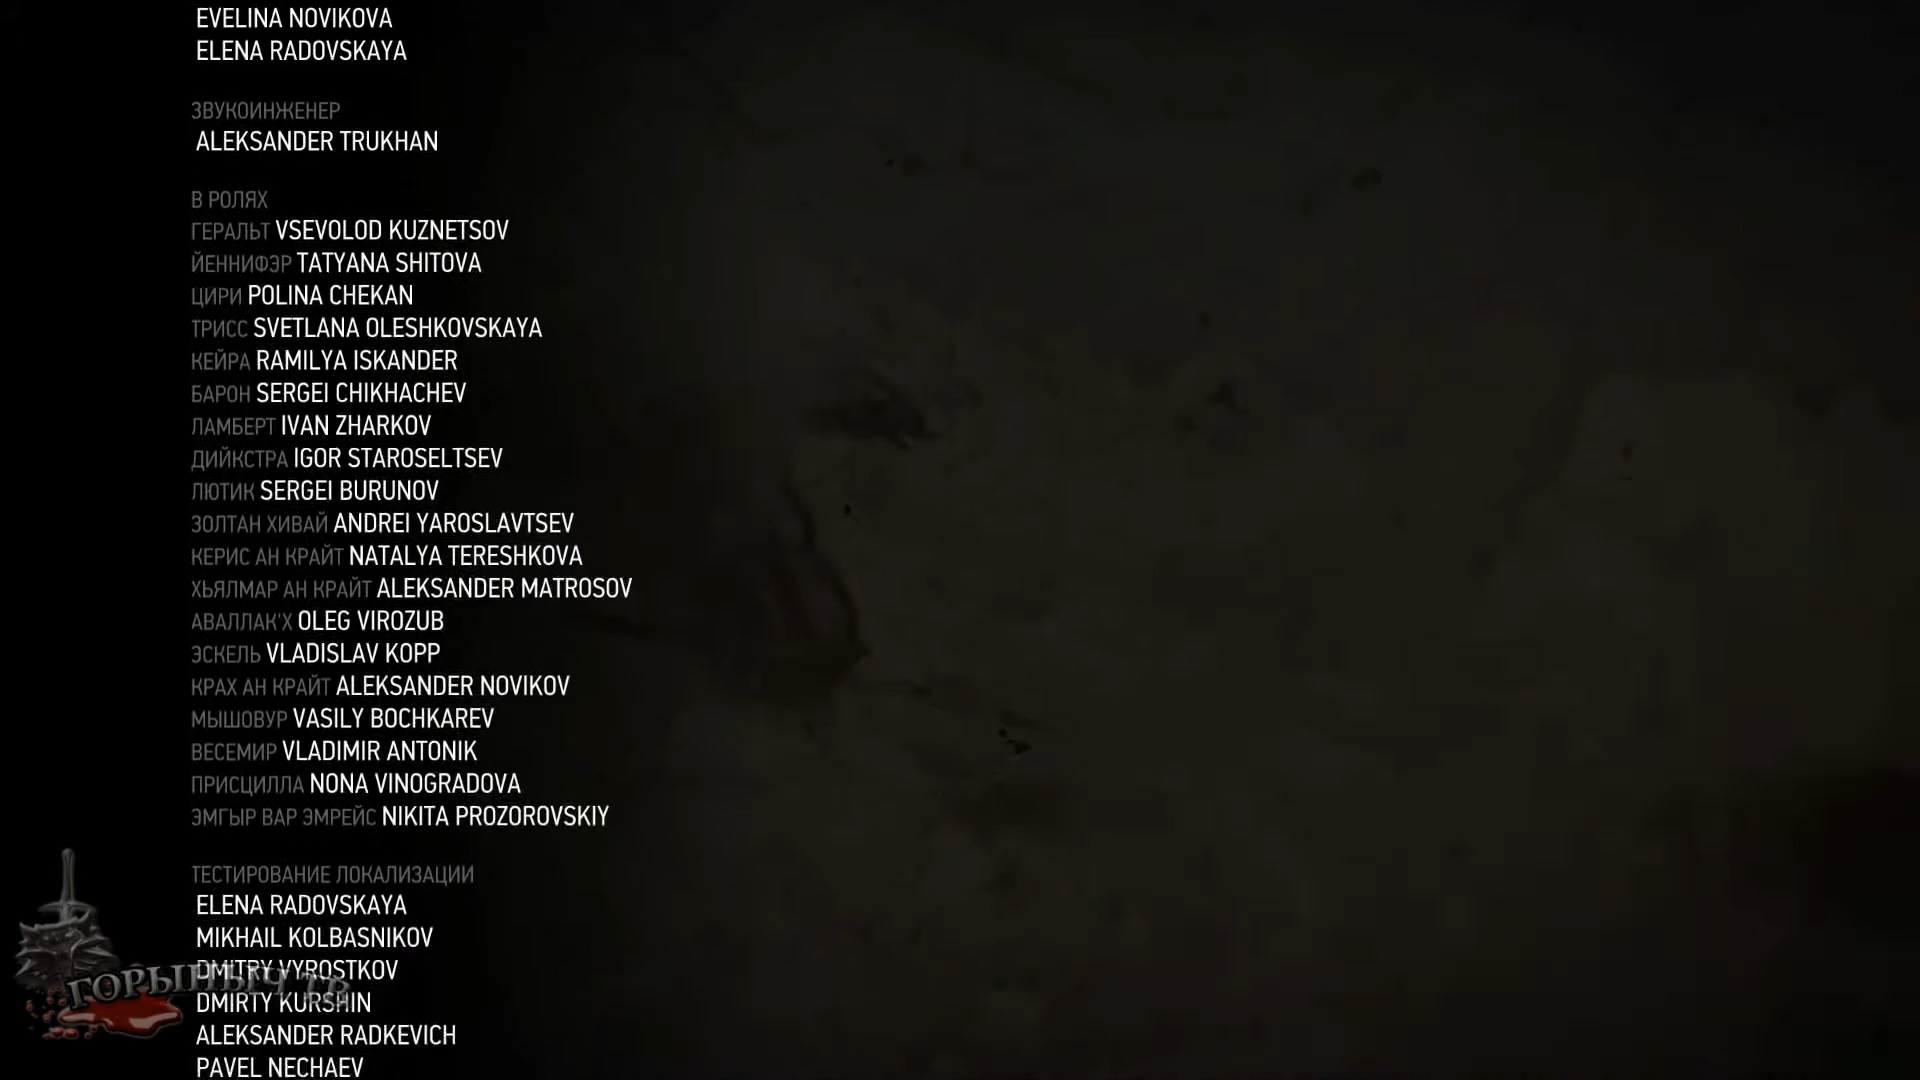 EVELINA NOVIKOVA
ELENA RADOVSKAYA
ЗВУКОИНЖЕНЕР
ALEKSANDER TRUKHAN
В РОЛЯХ
ГЕРАЛЬТ VSEVOLOD KUZNETSOV
ЙЕННИФЭР TATYANA SHITOVA
ЦИРИ POLINA CHEKAN
ТРИСС SVETLANA OLESHKOVSKAYA
КЕЙРА RAMILYA ISKANDER
БАРОН SERGEI CHIKHACHEV
ЛАМБЕРТ IVAN ZHARKOV
ДИЙКСТРА IGOR STAROSELTSEV
ЛЮТИК SERGEI BURUNOV
ЗОЛТАН ХИВАЙ ANDREI YAROSLAVTSEV
КЕРИС АН КРАЙТ NATALYA TERESHKOVA
ХЬЯЛМАР АН КРАЙТ ALEKSANDER MATROSOV
АВАЛЛАК'Х OLEG VIROZUB
ЭСКЕЛЬ VLADISLAV KOPP
КРАХ АН КРАЙТ ALEKSANDER NOVIKOV
МЫШОВУР VASILY BOCHKAREV
ВЕСЕМИР VLADIMIR ANTONIK
ПРИСЦИЛЛА NONA VINOGRADOVA
ЭМГЫР ВАР ЭМРЕЙС NIKITA PROZOROVSKIY
ТЕСТИРОВАНИЕ ЛОКАЛИЗАЦИИ
ELENA RADOVSKAYA
MIKHAIL KOLBASNIKOV
DMITRY VYROSTKOV
ГОРЫНЫЧ ТВ
DMIRTY KURSHIN
ALEKSANDER RADKEVICH
PAVEL NECHAEV